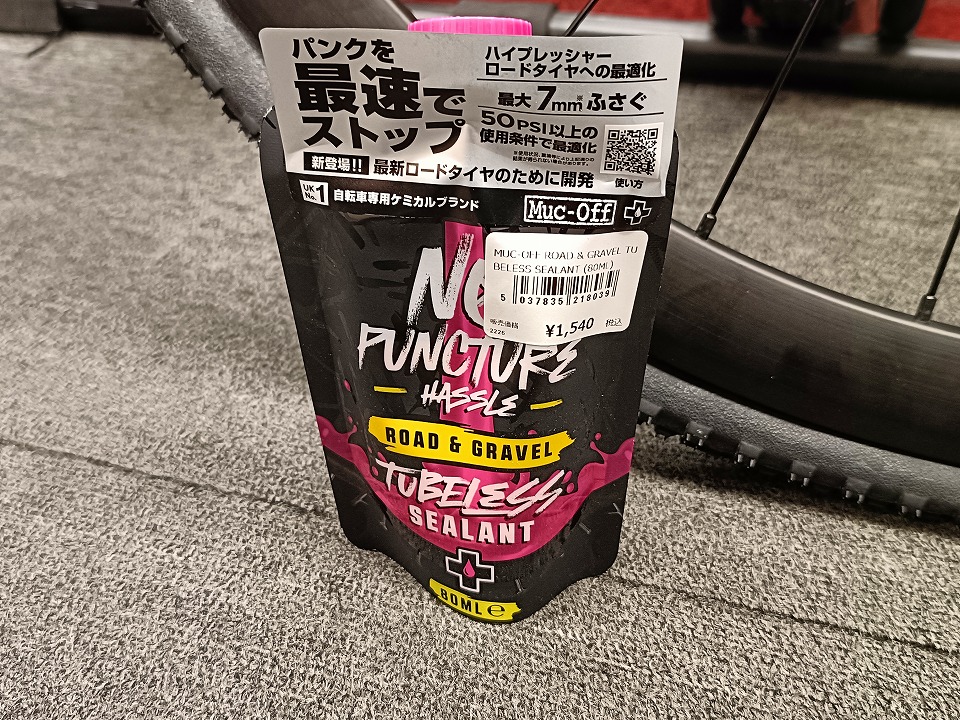 パンクを
最速で
ストップ
ハイプレッシャー
ロードタイヤへの最適化
最大7mm※ふさぐ
50PSI以上の
使用条件で最適化
新登場!! 最新ロードタイヤのために開発
使い方
UK No.1 自転車専用ケミカルブランド
Muc-Off
MUC-OFF ROAD & GRAVEL TU
BELESS SEALANT (80ML)
5 037835 218039
販売価格
2225 ¥1,540 税込
PUNCTURE
HASSLE
ROAD & GRAVEL
TUBELESS
SEALANT
80ML e